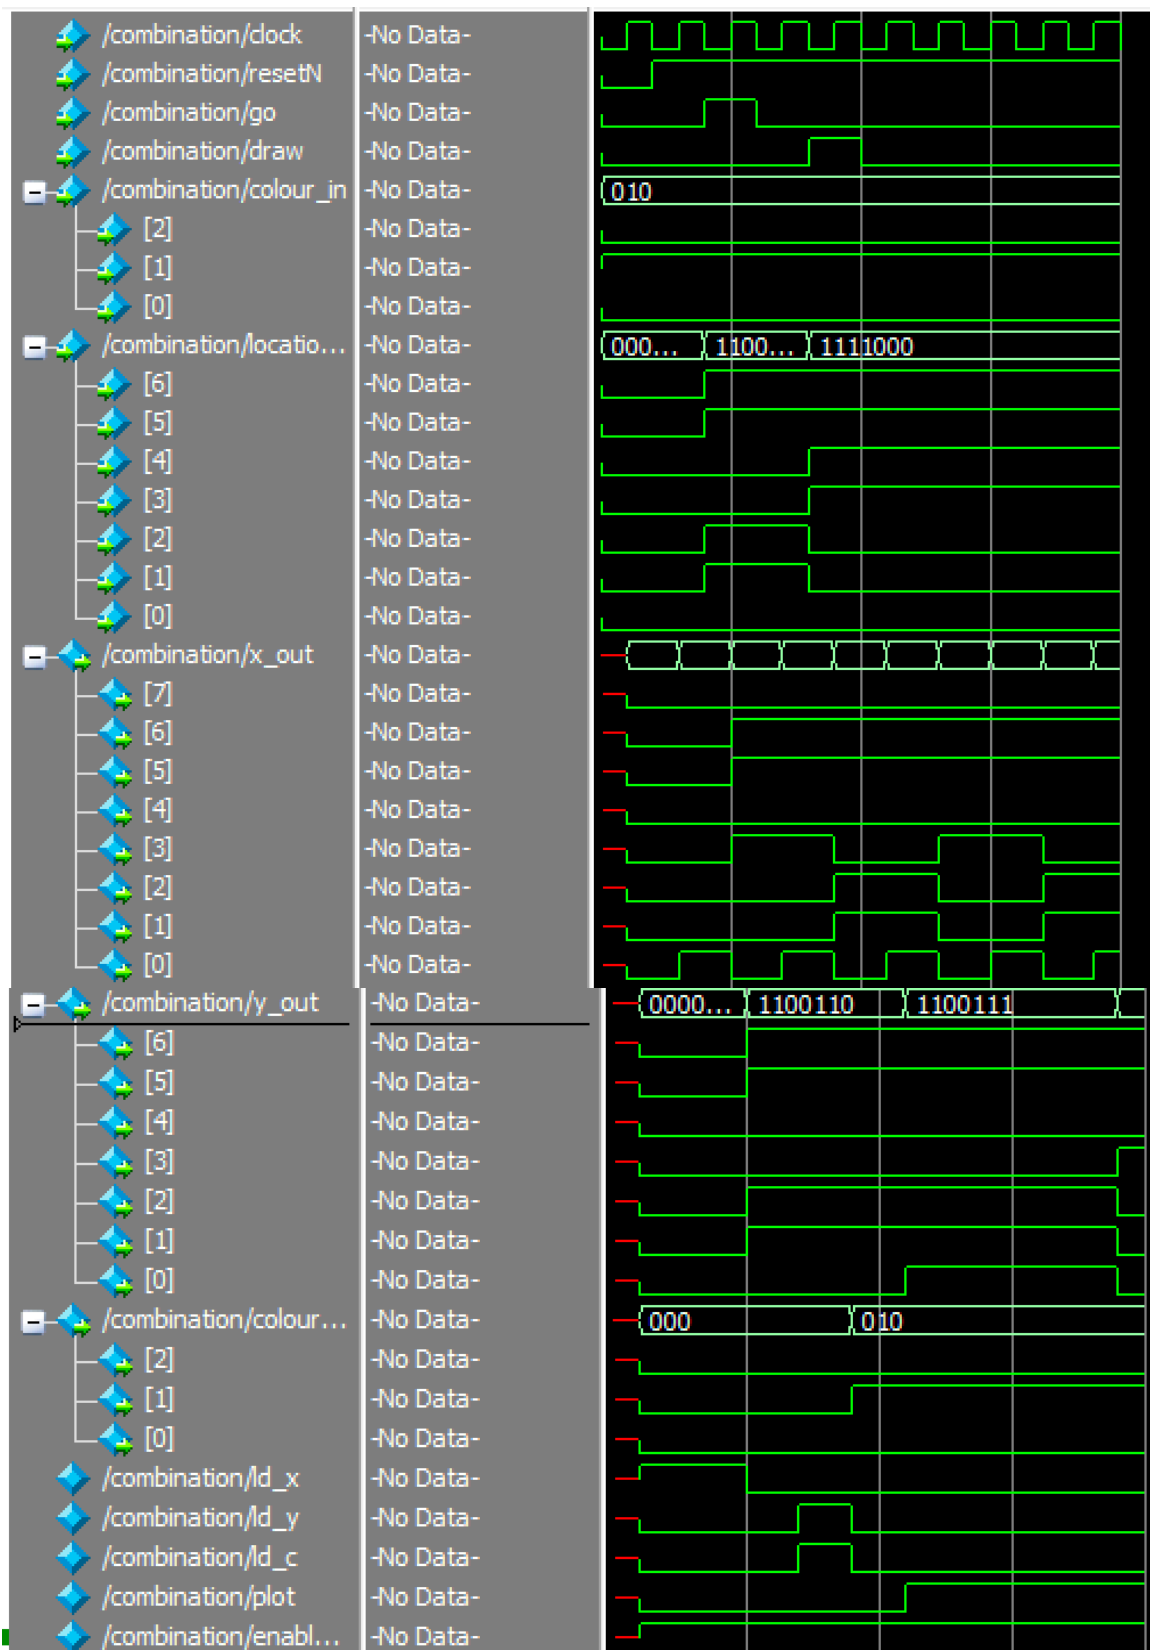 /combination/clock -No Data-
/combination/resetN -No Data-
/combination/go -No Data-
/combination/draw -No Data-
/combination/colour_in -No Data- 010
[2] -No Data-
[1] -No Data-
[0] -No Data-
/combination/locatio... -No Data- 000... 1100... 1111000
[6] -No Data-
[5] -No Data-
[4] -No Data-
[3] -No Data-
[2] -No Data-
[1] -No Data-
[0] -No Data-
/combination/x_out -No Data-
[7] -No Data-
[6] -No Data-
[5] -No Data-
[4] -No Data-
[3] -No Data-
[2] -No Data-
[1] -No Data-
[0] -No Data-
/combination/y_out -No Data- 0000... 1100110 1100111
[6] -No Data-
[5] -No Data-
[4] -No Data-
[3] -No Data-
[2] -No Data-
[1] -No Data-
[0] -No Data-
/combination/colour... -No Data- 000 010
[2] -No Data-
[1] -No Data-
[0] -No Data-
/combination/ld_x -No Data-
/combination/ld_y -No Data-
/combination/ld_c -No Data-
/combination/plot -No Data-
/combination/enabl... -No Data-